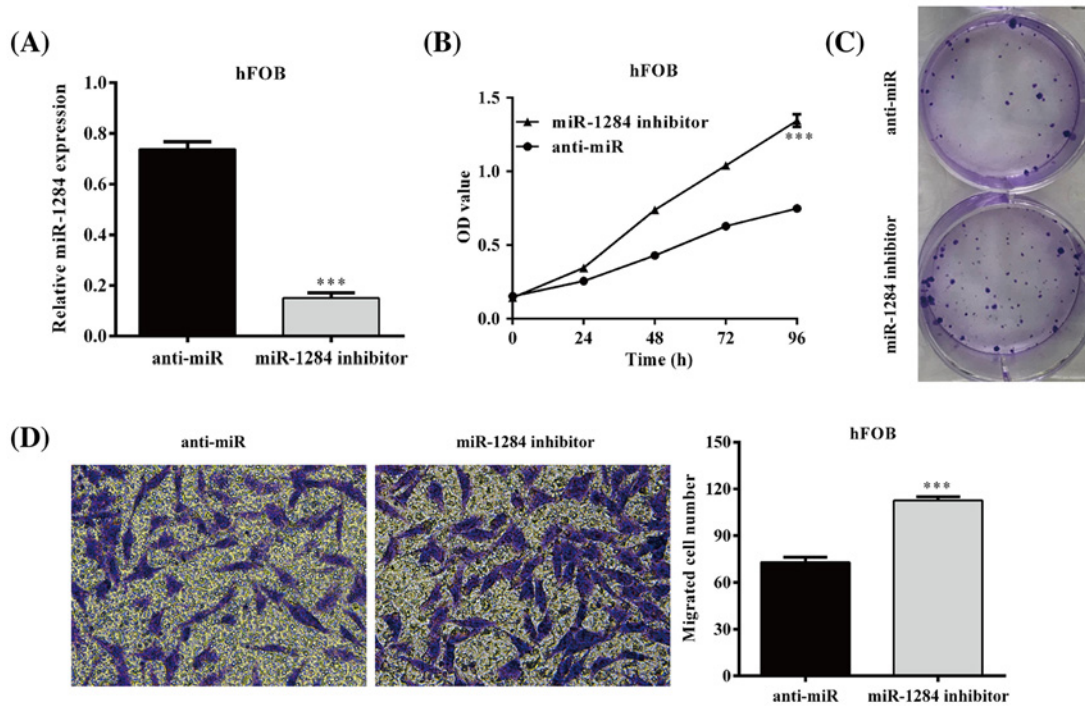 (A)
hFOB
Relative miR-1284 expression
1.0
0.8
0.6
0.4
0.2
0.0
***
anti-miR
miR-1284 inhibitor
(B)
hFOB
OD value
1.5
1.0
0.5
0.0
miR-1284 inhibitor
anti-miR
***
0
24
48
72
96
Time (h)
(C)
anti-miR
miR-1284 inhibitor
(D)
anti-miR
miR-1284 inhibitor
hFOB
Migrated cell number
150
120
90
60
30
0
***
anti-miR
miR-1284 inhibitor